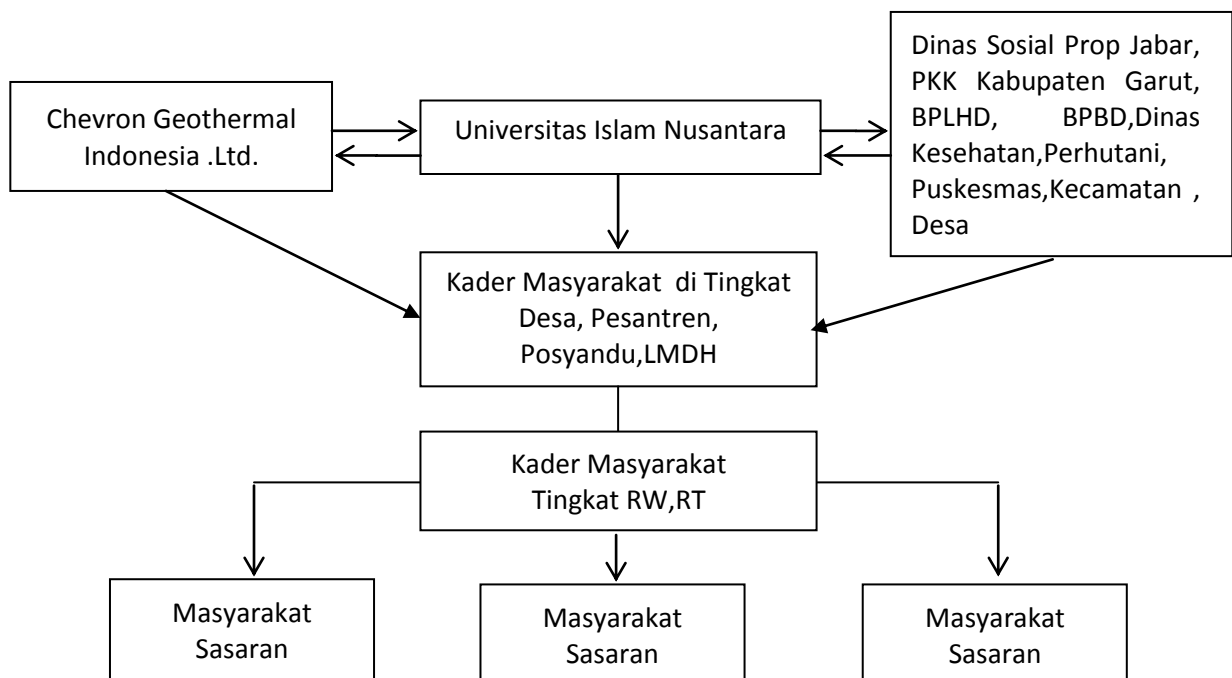 Chevron Geothermal
Indonesia .Ltd.
Universitas Islam Nusantara
Dinas Sosial Prop Jabar,
PKK Kabupaten Garut,
BPLHD, BPBD,Dinas
Kesehatan,Perhutani,
Puskesmas,Kecamatan ,
Desa
Kader Masyarakat di Tingkat
Desa, Pesantren,
Posyandu,LMDH
Kader Masyarakat
Tingkat RW,RT
Masyarakat
Sasaran
Masyarakat
Sasaran
Masyarakat
Sasaran